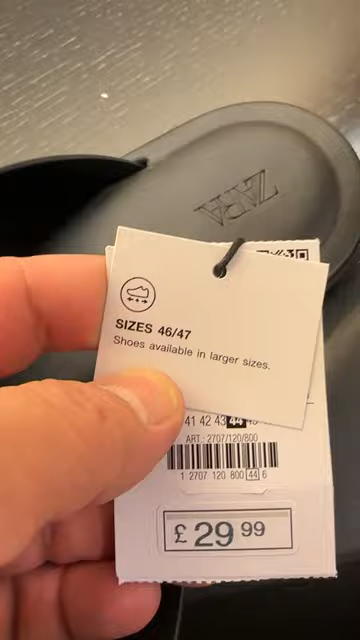 ZARA
SIZES 46/47
Shoes available in larger sizes.
41 42 43 44 45
ART.: 2707/120/800
1 2707 120 800 44 6
£ 29 99